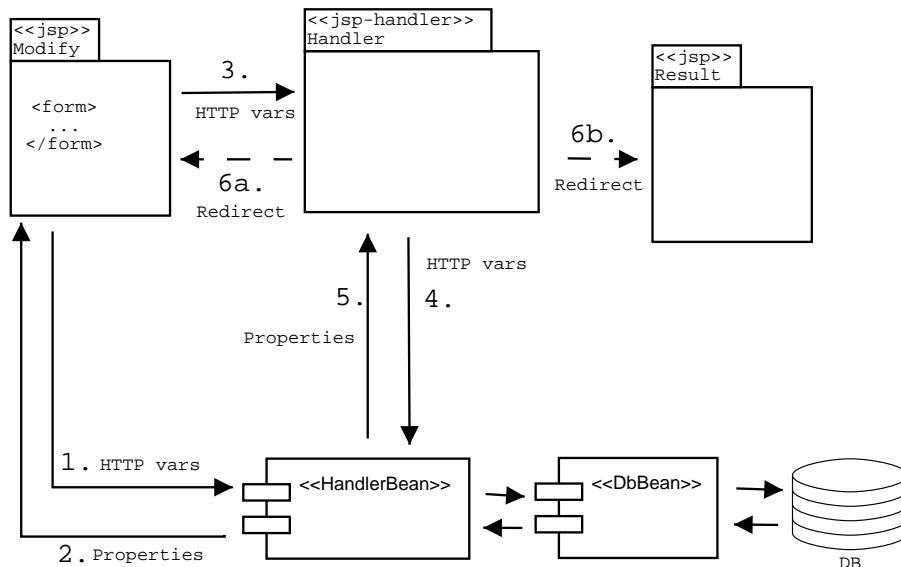 <<jsp>>
Modify
<form>
...
</form>
3.
HTTP vars
6a.
Redirect
<<jsp-handler>>
Handler
6b.
Redirect
<<jsp>>
Result
5.
Properties
HTTP vars
4.
1. HTTP vars
2. Properties
<<HandlerBean>>
<<DbBean>>
DB